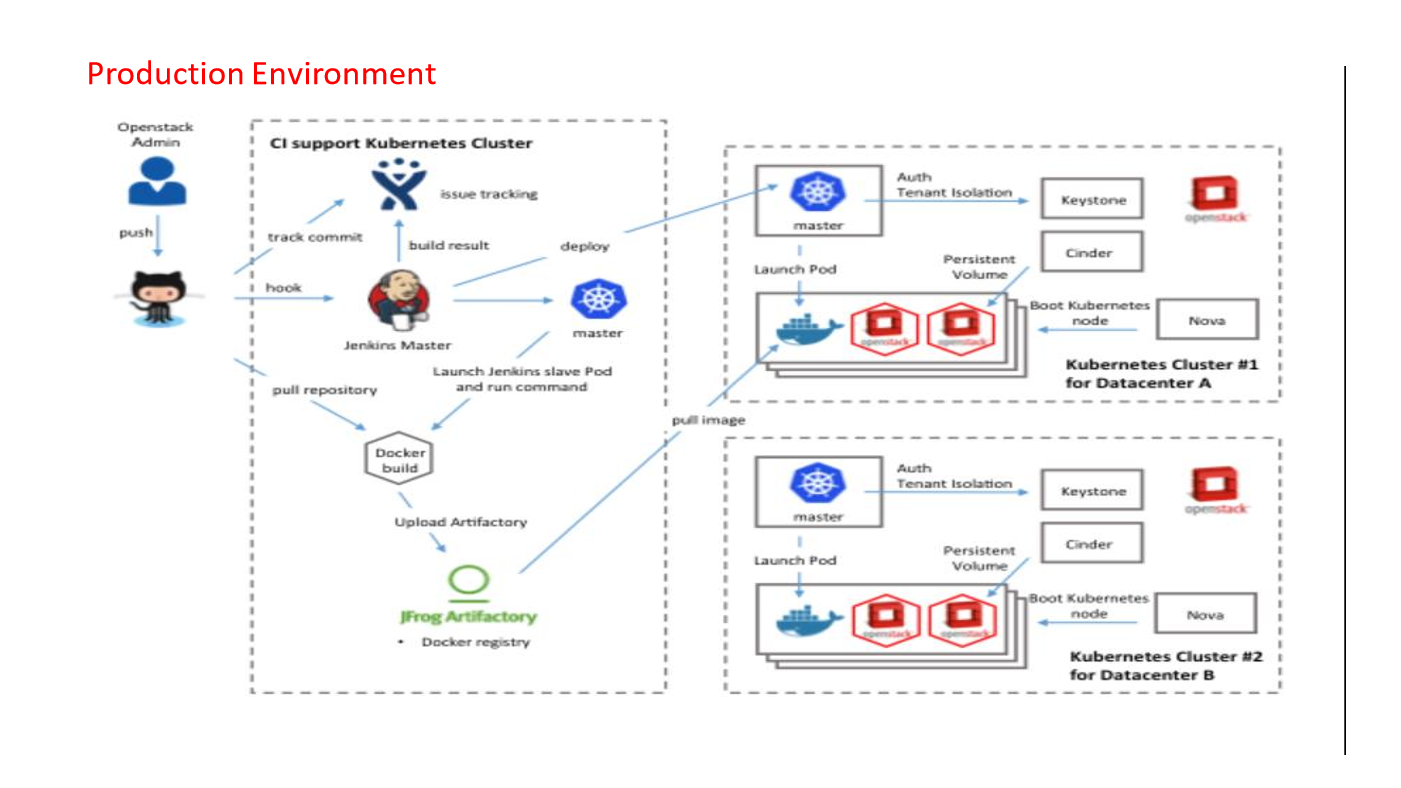 Production Environment
Openstack
Admin
push
CI support Kubernetes Cluster
issue tracking
track commit
build result
deploy
hook
Jenkins Master
master
pull repository
Launch Jenkins slave Pod
and run command
Docker
build
Upload Artifactory
JFrog Artifactory
• Docker registry
pull image
master
Auth
Tenant Isolation
Keystone
openstack
Launch Pod
Persistent
Volume
Cinder
openstack
openstack
Boot Kubernetes
node
Nova
Kubernetes Cluster #1
for Datacenter A
master
Auth
Tenant Isolation
Keystone
openstack
Launch Pod
Persistent
Volume
Cinder
openstack
openstack
Boot Kubernetes
node
Nova
Kubernetes Cluster #2
for Datacenter B